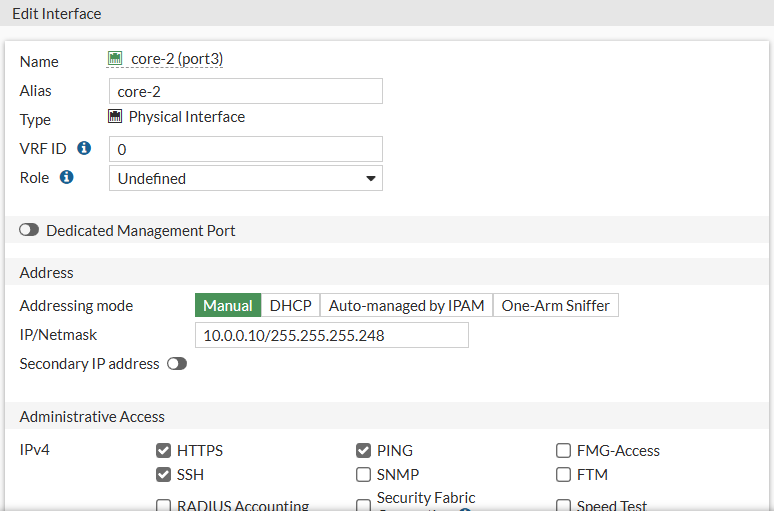 Edit Interface
Name core-2 (port3)
Alias core-2
Type Physical Interface
VRF ID 0
Role Undefined
Dedicated Management Port
Address
Addressing mode Manual DHCP Auto-managed by IPAM One-Arm Sniffer
IP/Netmask 10.0.0.10/255.255.255.248
Secondary IP address
Administrative Access
IPv4 HTTPS PING FMG-Access
SSH SNMP FTM
RADIUS Accounting Security Fabric Speed Test